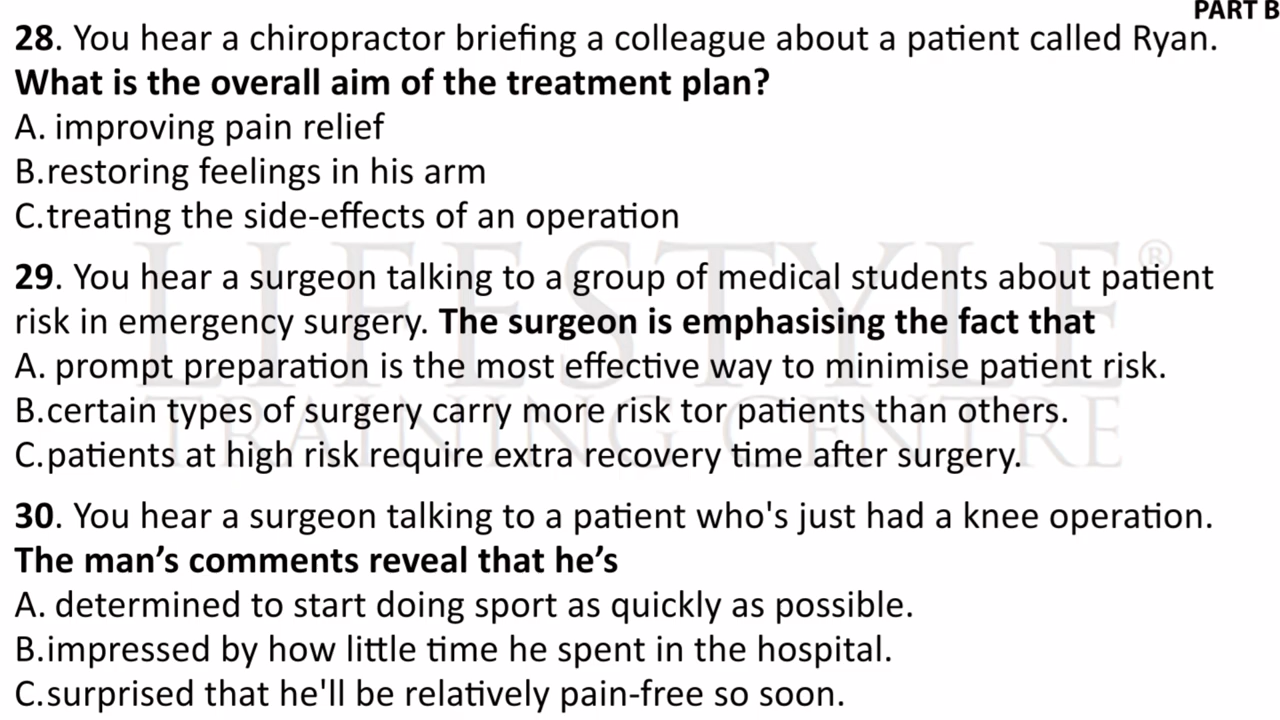 PART B
28. You hear a chiropractor briefing a colleague about a patient called Ryan.
What is the overall aim of the treatment plan?
A. improving pain relief
B.restoring feelings in his arm
C.treating the side-effects of an operation
29. You hear a surgeon talking to a group of medical students about patient
risk in emergency surgery. The surgeon is emphasising the fact that
A. prompt preparation is the most effective way to minimise patient risk.
B.certain types of surgery carry more risk tor patients than others.
C.patients at high risk require extra recovery time after surgery.
30. You hear a surgeon talking to a patient who's just had a knee operation.
The man’s comments reveal that he’s
A. determined to start doing sport as quickly as possible.
B.impressed by how little time he spent in the hospital.
C.surprised that he'll be relatively pain-free so soon.
LIFESTYLE®
TRAINING CENTRE